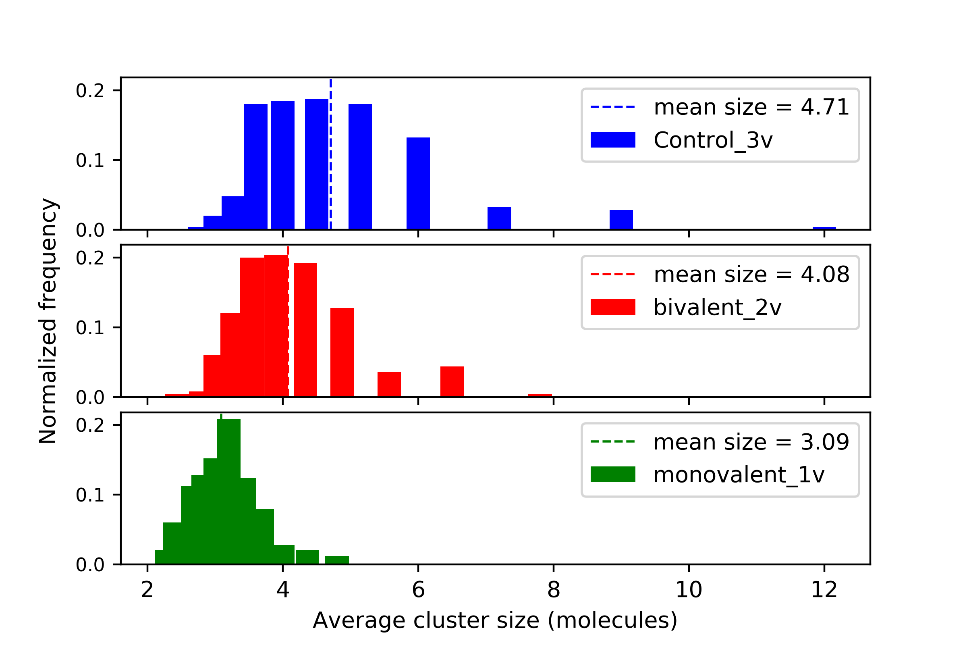 0.2
0.1
0.0
mean size = 4.71
Control_3v
0.2
0.1
0.0
mean size = 4.08
bivalent_2v
0.2
0.1
0.0
mean size = 3.09
monovalent_1v
Normalized frequency
2 4 6 8 10 12
Average cluster size (molecules)